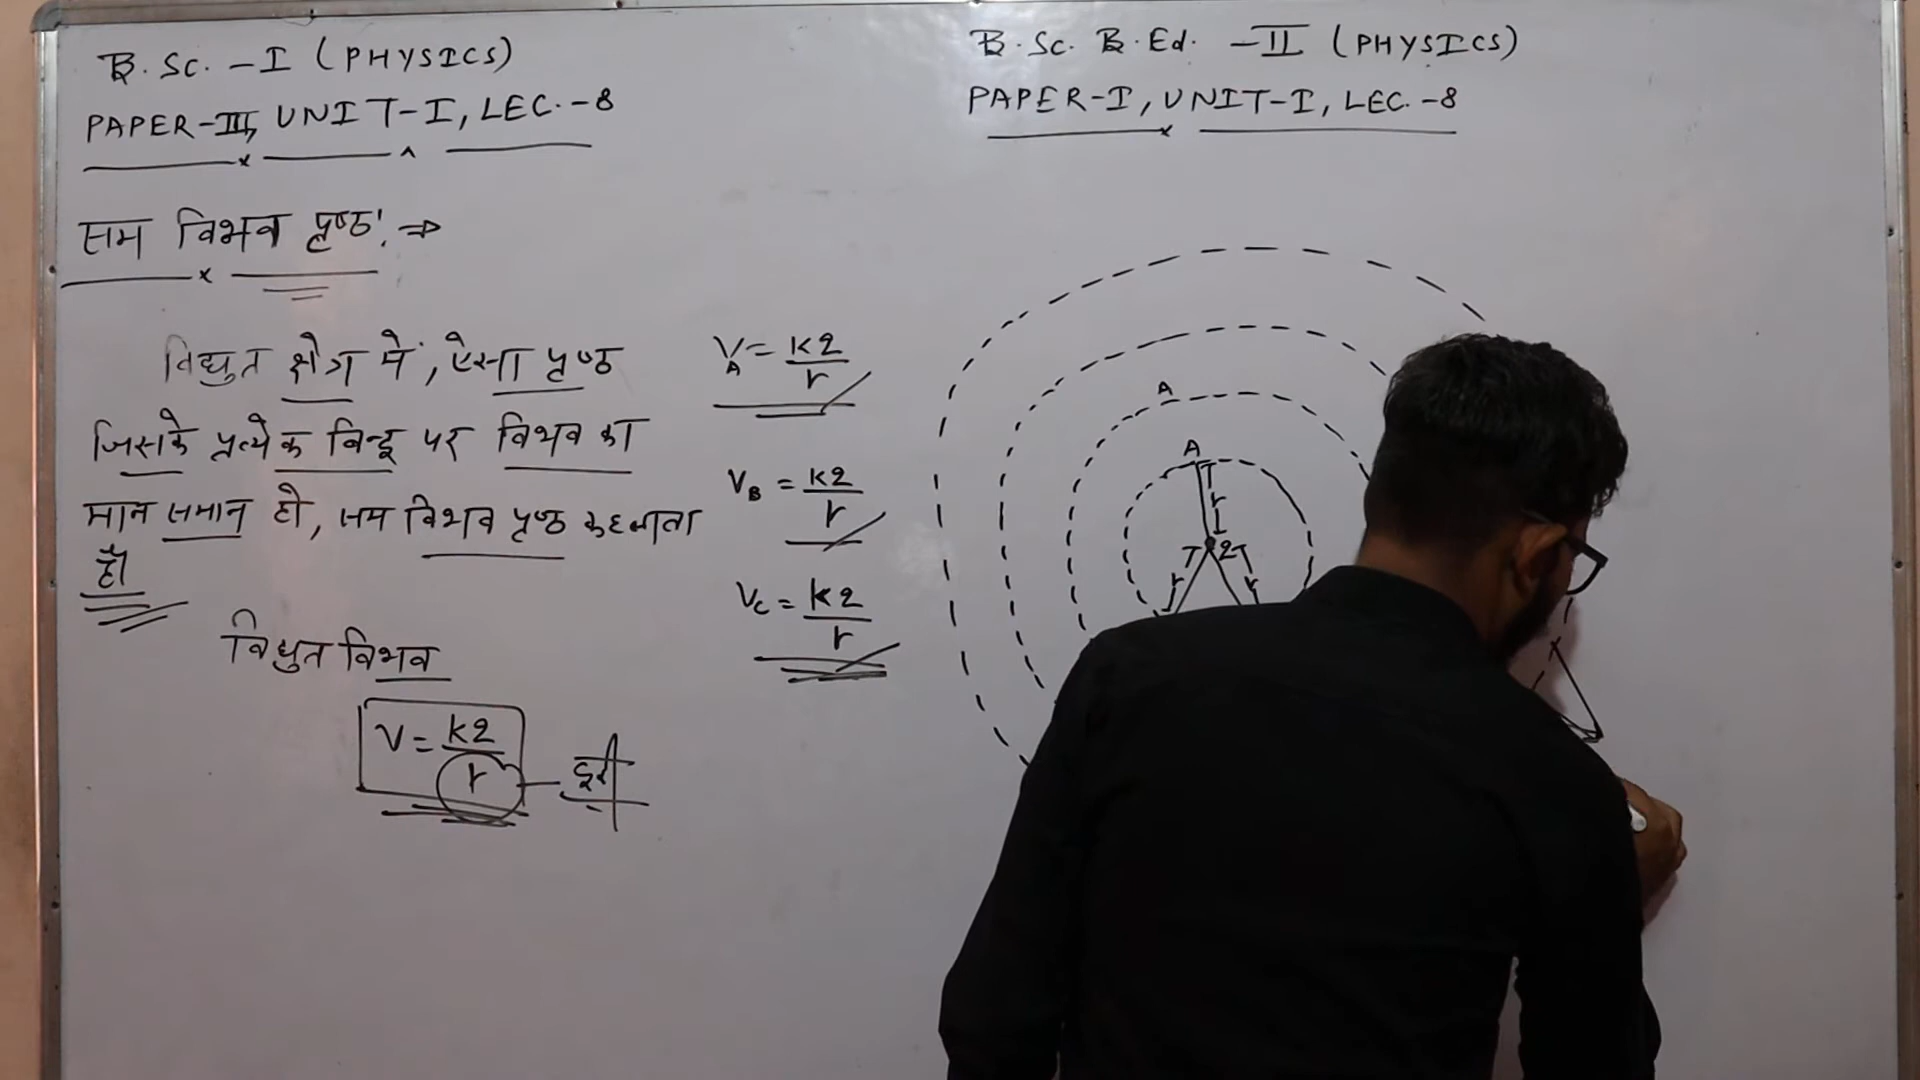 B.Sc. -I (PHYSICS)
PAPER-III, UNIT-I, LEC.-8
सम विभव पृष्ठ: ⇒
विद्युत क्षेत्र में, ऐसा पृष्ठ
जिसके प्रत्येक बिन्दू पर विभव का
मान समान हो, सम विभव पृष्ठ कहलाता
है।
विद्युत विभव
V = kq/r
दूरी
V_A = kq/r
V_B = kq/r
V_C = kq/r
B.Sc. B.Ed. -II (PHYSICS)
PAPER-I, UNIT-I, LEC.-8
A
A
r
q
r
r